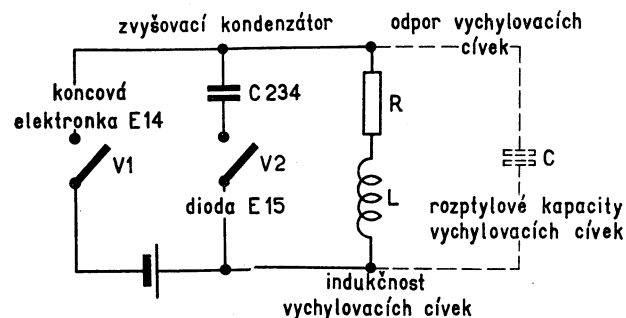 zvyšovací kondenzátor
odpor vychylovacích
cívek
koncová
elektronka E14
C 234
R
V1
V2
C
dioda E15
L
rozptylové kapacity
vychylovacích cívek
indukčnost
vychylovacích cívek